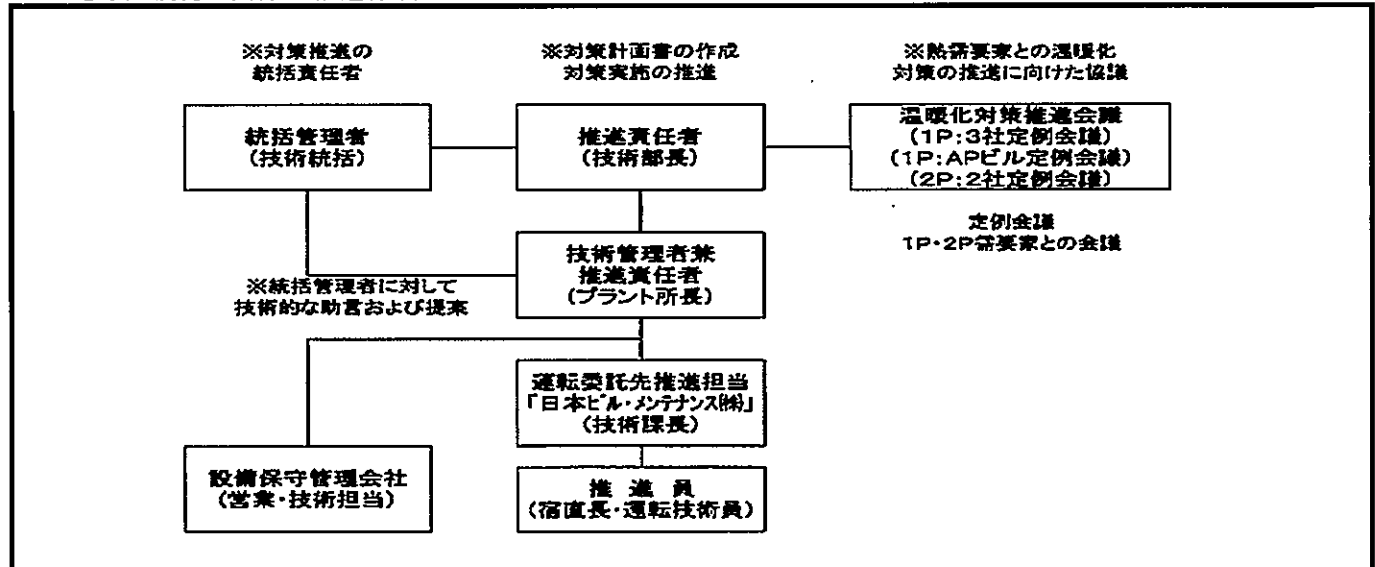 ※対策推進の
統括責任者
※対策計画書の作成
対策実施の推進
※熱需要家との温暖化
対策の推進に向けた協議
統括管理者
(技術統括)
推進責任者
(技術部長)
温暖化対策推進会議
(1P:3社定例会議)
(1P:APビル定例会議)
(2P:2社定例会議)
定例会議
1P・2P需要家との会議
技術管理者兼
推進責任者
(プラント所長)
※統括管理者に対して
技術的な助言および提案
運転委託先推進担当
「日本ビル・メンテナンス㈱」
(技術課長)
設備保守管理会社
(営業・技術担当)
推 進 員
(宿直長・運転技術員)